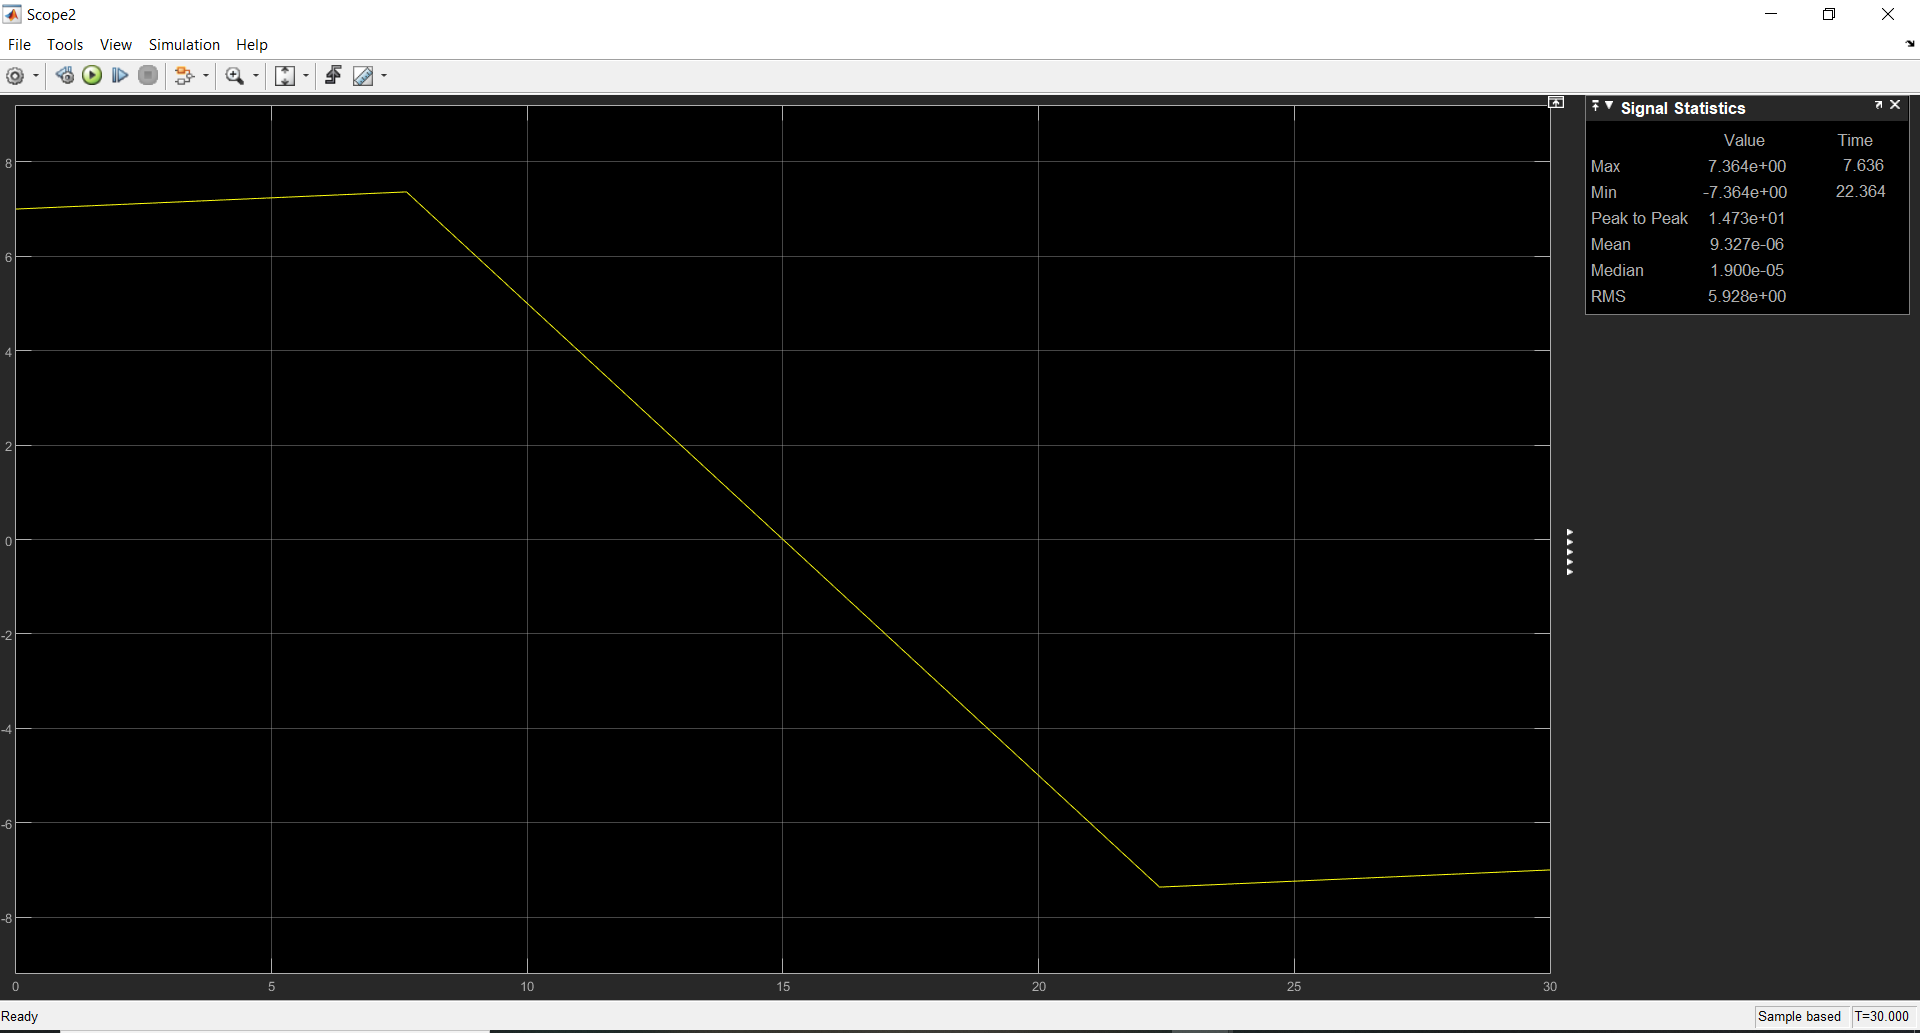 Scope2
File Tools View Simulation Help
Signal Statistics
Value Time
Max 7.364e+00 7.636
Min -7.364e+00 22.364
Peak to Peak 1.473e+01
Mean 9.327e-06
Median 1.900e-05
RMS 5.928e+00
8
6
4
2
0
-2
-4
-6
-8
0 5 10 15 20 25 30
Ready Sample based T=30.000